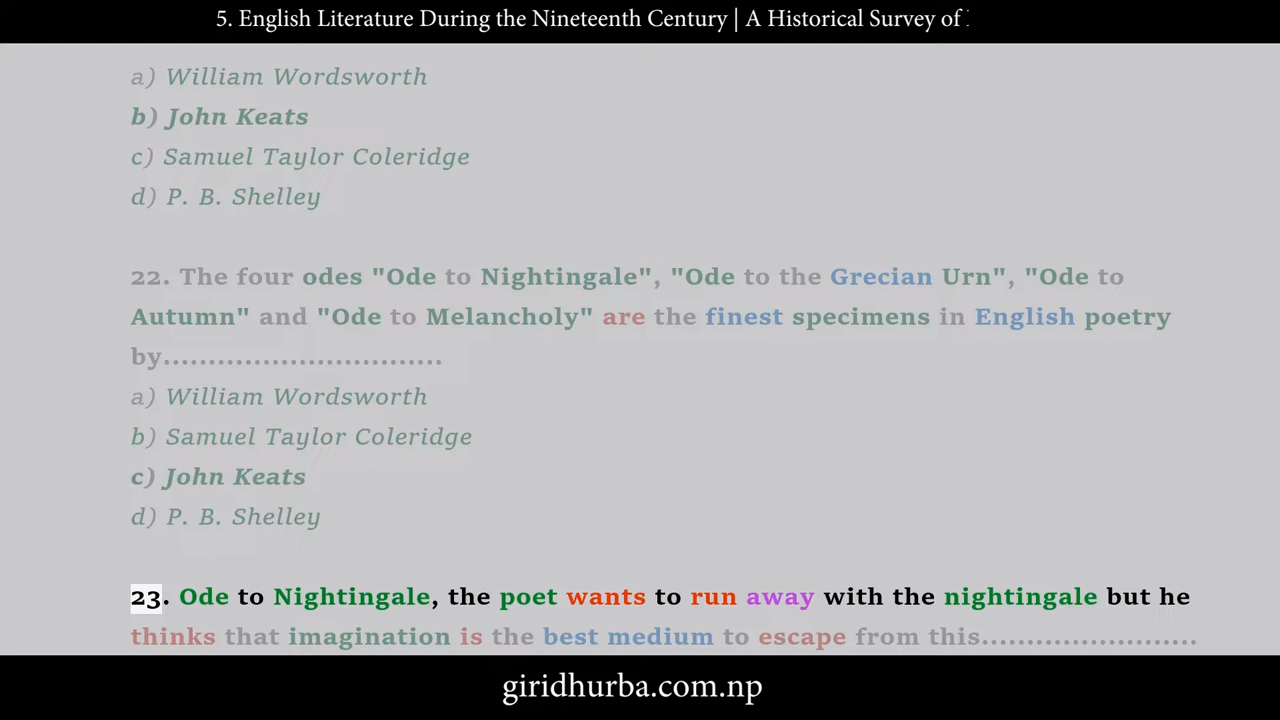 5. English Literature During the Nineteenth Century | A Historical Survey of
a) William Wordsworth
b) John Keats
c) Samuel Taylor Coleridge
d) P. B. Shelley
22. The four odes "Ode to Nightingale", "Ode to the Grecian Urn", "Ode to
Autumn" and "Ode to Melancholy" are the finest specimens in English poetry
by...............................
a) William Wordsworth
b) Samuel Taylor Coleridge
c) John Keats
d) P. B. Shelley
23. Ode to Nightingale, the poet wants to run away with the nightingale but he
thinks that imagination is the best medium to escape from this........................
giridhurba.com.np